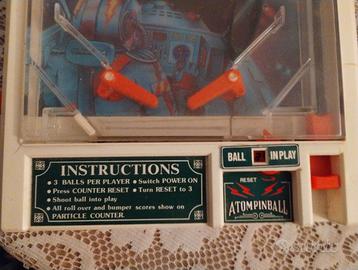 INSTRUCTIONS
• 3 BALLS PER PLAYER • Switch POWER ON
• Press COUNTER RESET • Turn RESET to 3
• Shoot ball into play
• All roll over and bumper scores show on
PARTICLE COUNTER.
BALL IN PLAY
RESET
ATOMPINBALL
subito